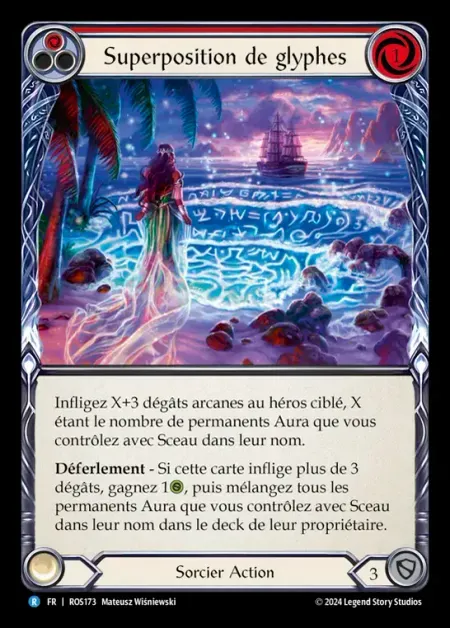 Superposition de glyphes
1
Infligez X+3 dégâts arcanes au héros ciblé, X
étant le nombre de permanents Aura que vous
contrôlez avec Sceau dans leur nom.
Déferlement - Si cette carte inflige plus de 3
dégâts, gagnez 1, puis mélangez tous les
permanents Aura que vous contrôlez avec Sceau
dans leur nom dans le deck de leur propriétaire.
Sorcier Action
3
R FR | ROS173 Mateusz Wiśniewski
© 2024 Legend Story Studios